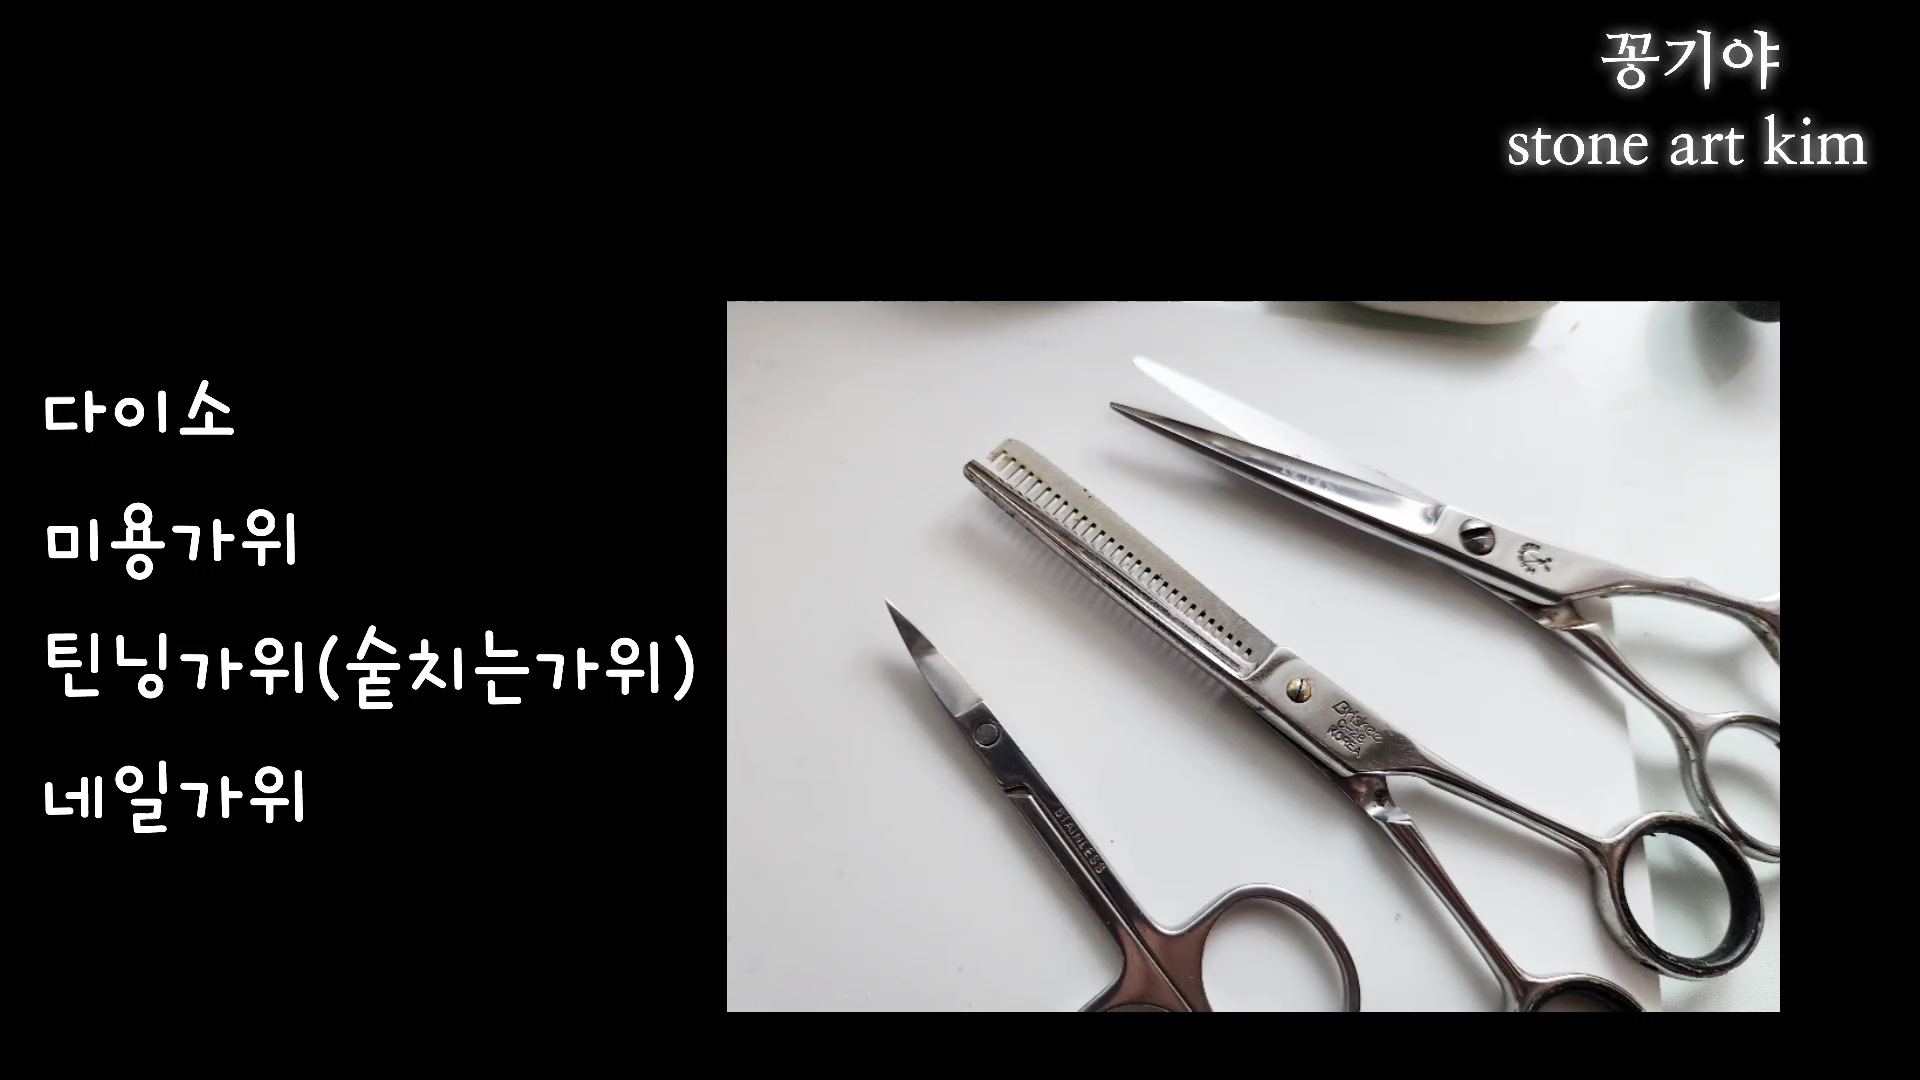 꽁기야
stone art kim
다이소
미용가위
틴닝가위(숱치는가위)
네일가위
KOREA
STAINLESS